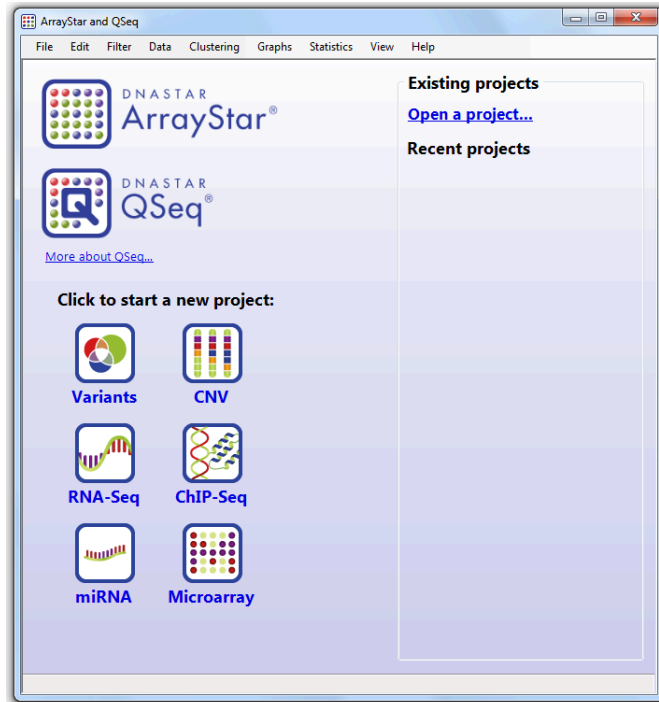 ArrayStar and QSeq
File Edit Filter Data Clustering Graphs Statistics View Help
DNASTAR
ArrayStar®
DNASTAR
QSeq®
More about QSeq...
Click to start a new project:
Variants CNV
RNA-Seq ChIP-Seq
miRNA Microarray
Existing projects
Open a project...
Recent projects